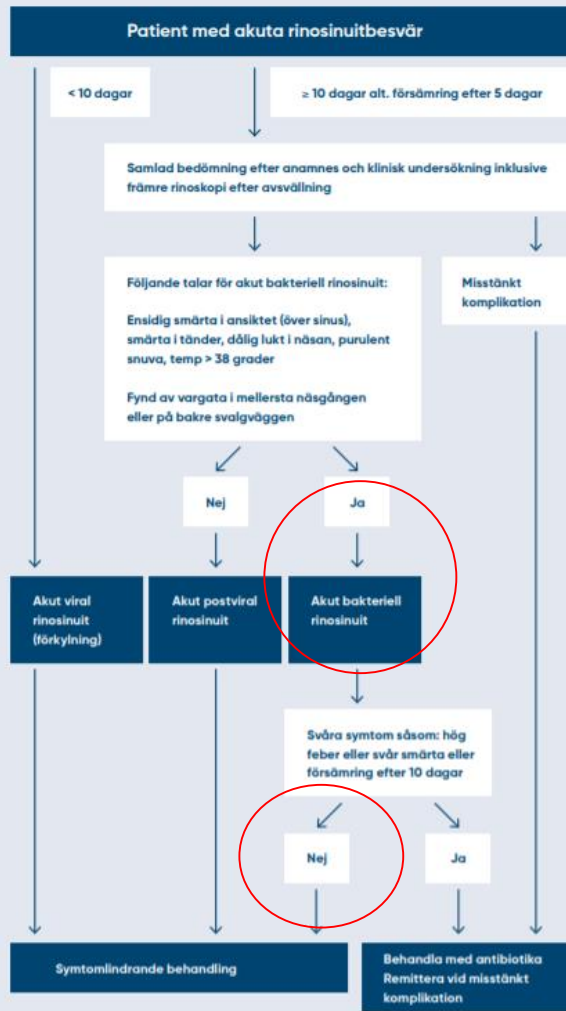 Patient med akuta rinosinuitbesvär
< 10 dagar
≥ 10 dagar alt. försämring efter 5 dagar
Samlad bedömning efter anamnes och klinisk undersökning inklusive
främre rinoskopi efter avsvällning
Följande talar för akut bakteriell rinosinuit:
Ensidig smärta i ansiktet (över sinus),
smärta i tänder, dålig lukt i näsan, purulent
snuva, temp > 38 grader
Fynd av vargata i mellersta näsgången
eller på bakre svalgväggen
Misstänkt
komplikation
Nej
Ja
Akut viral
rinosinuit
(förkylning)
Akut postviral
rinosinuit
Akut bakteriell
rinosinuit
Svåra symtom såsom: hög
feber eller svår smärta eller
försämring efter 10 dagar
Nej
Ja
Symtomlindrande behandling
Behandla med antibiotika
Remittera vid misstänkt
komplikation